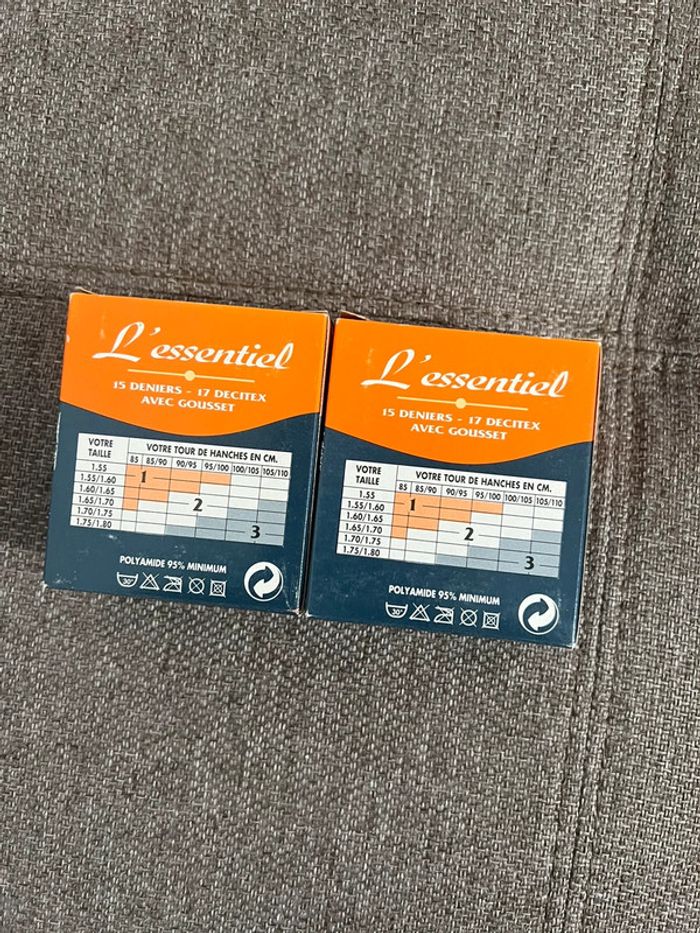 L'essentiel
15 DENIERS - 17 DECITEX
AVEC GOUSSET
VOTRE TAILLE
VOTRE TOUR DE HANCHES EN CM.
85 85/90 90/95 95/100 100/105 105/110
1.55
1.55/1.60
1.60/1.65
1.65/1.70
1.70/1.75
1.75/1.80
1
2
3
POLYAMIDE 95% MINIMUM
30°
L'essentiel
15 DENIERS - 17 DECITEX
AVEC GOUSSET
VOTRE TAILLE
VOTRE TOUR DE HANCHES EN CM.
85 85/90 90/95 95/100 100/105 105/110
1.55
1.55/1.60
1.60/1.65
1.65/1.70
1.70/1.75
1.75/1.80
1
2
3
POLYAMIDE 95% MINIMUM
30°